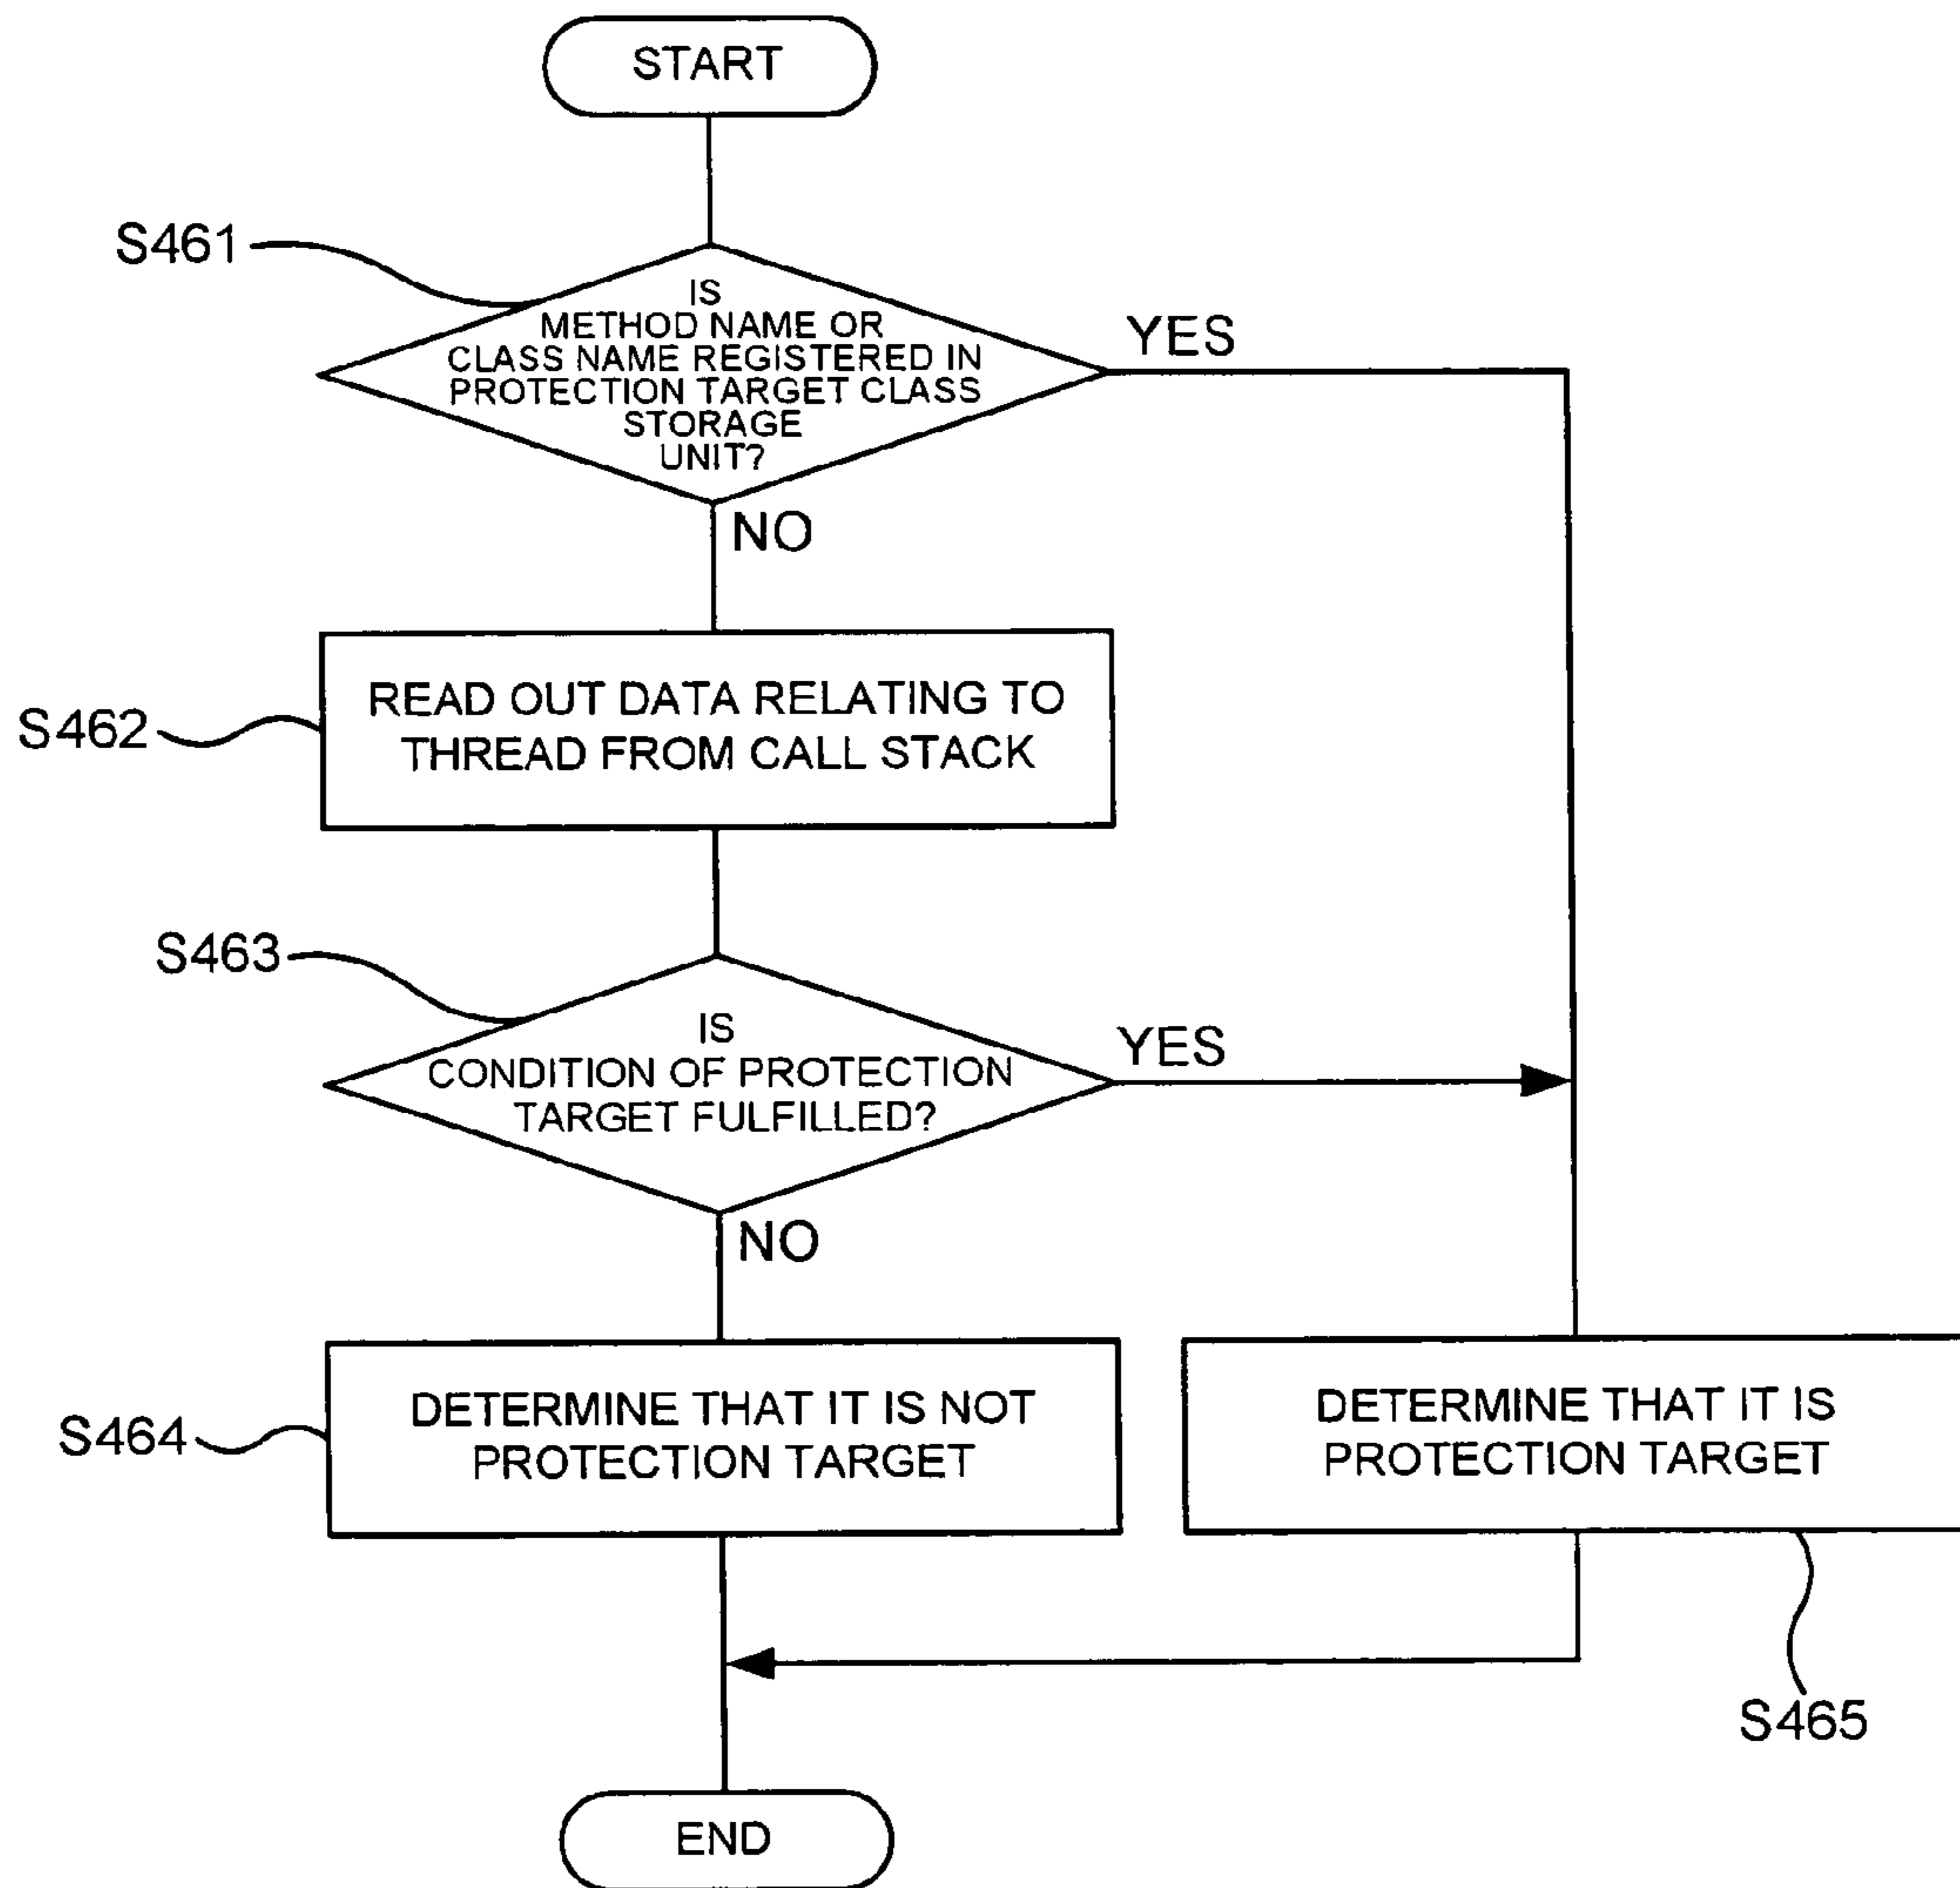 START
S461
IS
METHOD NAME OR
CLASS NAME REGISTERED IN
PROTECTION TARGET CLASS
STORAGE
UNIT?
YES
NO
S462
READ OUT DATA RELATING TO
THREAD FROM CALL STACK
S463
IS
CONDITION OF PROTECTION
TARGET FULFILLED?
YES
NO
S464
DETERMINE THAT IT IS NOT
PROTECTION TARGET
DETERMINE THAT IT IS
PROTECTION TARGET
S465
END